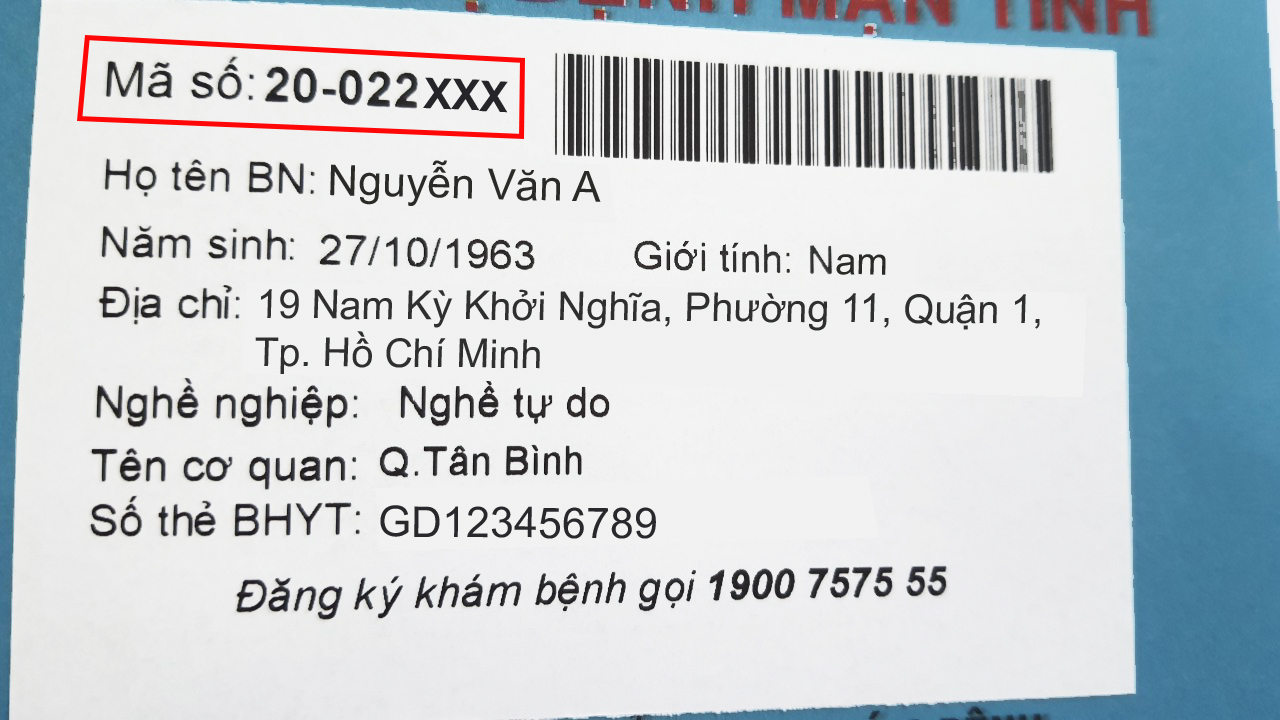 BỆNH MẠN TÍNH
Mã số: 20-022XXX
Họ tên BN: Nguyễn Văn A
Năm sinh: 27/10/1963 Giới tính: Nam
Địa chỉ: 19 Nam Kỳ Khởi Nghĩa, Phường 11, Quận 1,
Tp. Hồ Chí Minh
Nghề nghiệp: Nghề tự do
Tên cơ quan: Q.Tân Bình
Số thẻ BHYT: GD123456789
Đăng ký khám bệnh gọi 1900 7575 55